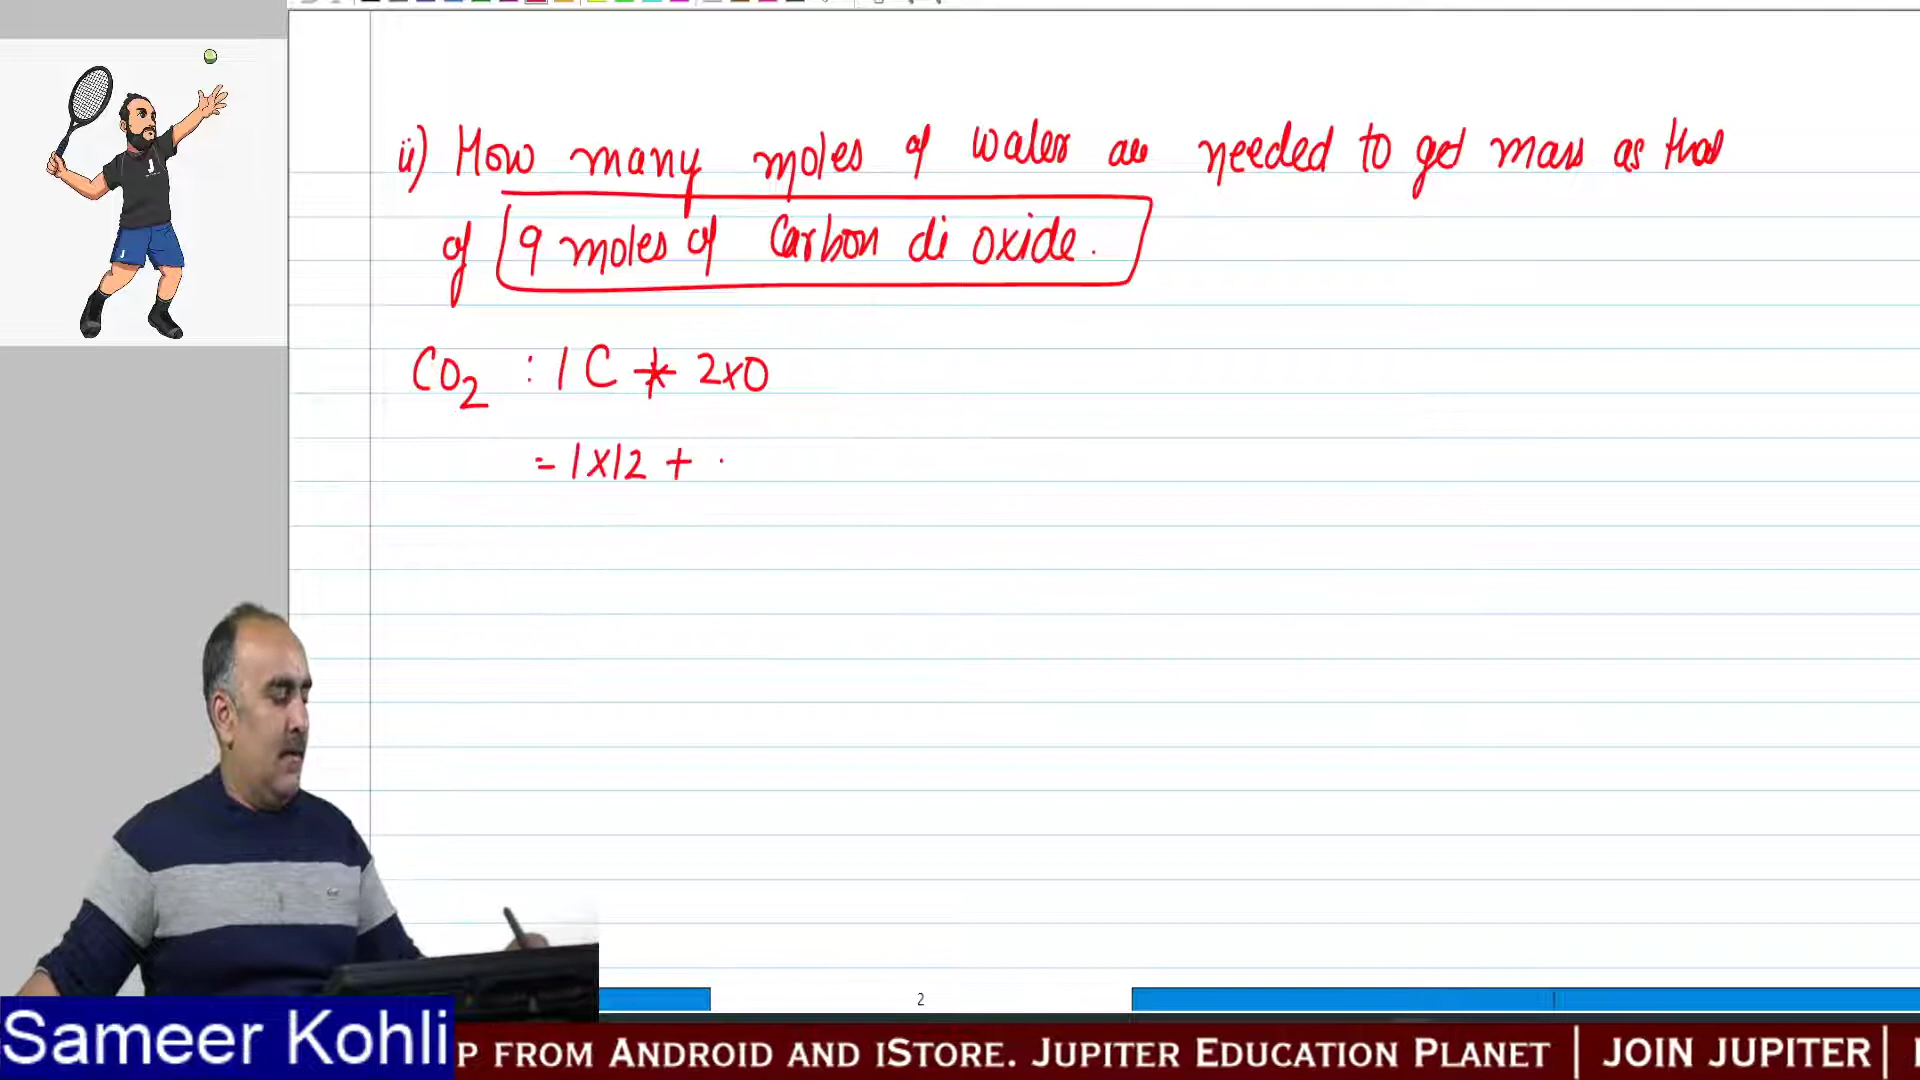 ii) How many moles of water are needed to get mass as that
of 9 moles of Carbon di oxide.
CO2 : 1 C * 2xO
= 1x12 + .
2
Sameer Kohli
P FROM ANDROID AND ISTORE. JUPITER EDUCATION PLANET | JOIN JUPITER |